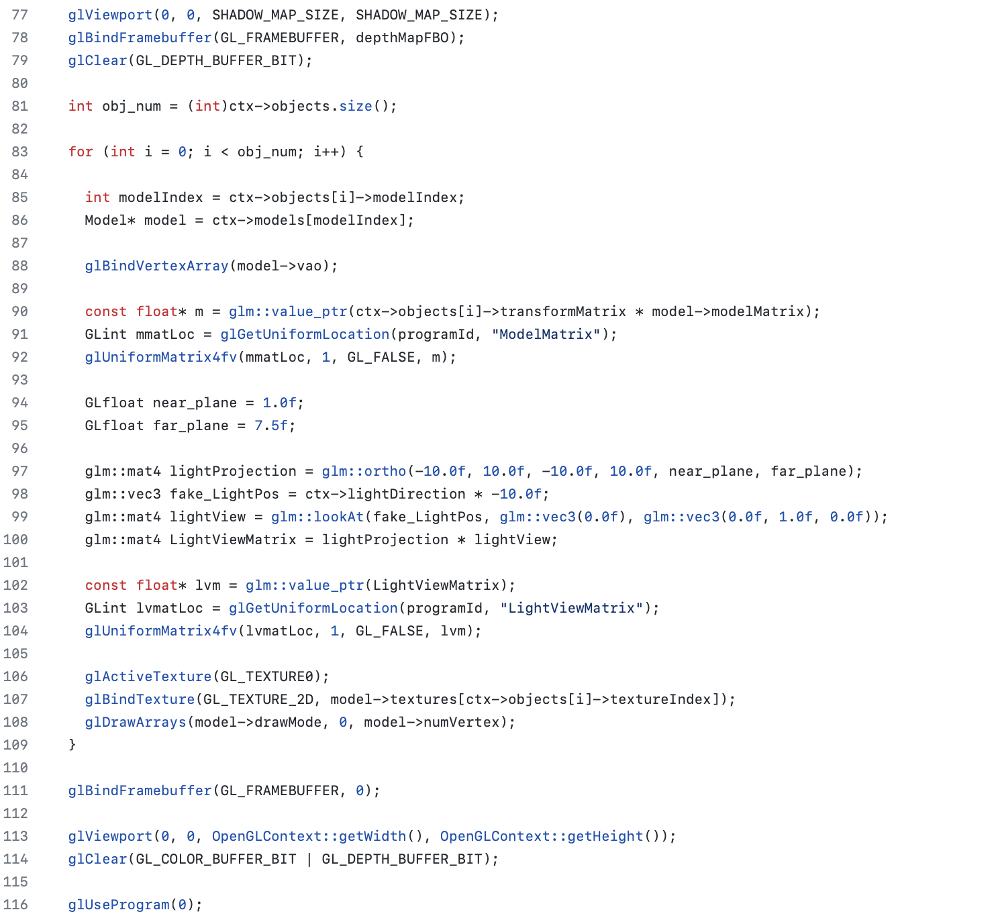 77 glViewport(0, 0, SHADOW_MAP_SIZE, SHADOW_MAP_SIZE);
78 glBindFramebuffer(GL_FRAMEBUFFER, depthMapFBO);
79 glClear(GL_DEPTH_BUFFER_BIT);
80
81 int obj_num = (int)ctx->objects.size();
82
83 for (int i = 0; i < obj_num; i++) {
84
85 int modelIndex = ctx->objects[i]->modelIndex;
86 Model* model = ctx->models[modelIndex];
87
88 glBindVertexArray(model->vao);
89
90 const float* m = glm::value_ptr(ctx->objects[i]->transformMatrix * model->modelMatrix);
91 GLint mmatLoc = glGetUniformLocation(programId, "ModelMatrix");
92 glUniformMatrix4fv(mmatLoc, 1, GL_FALSE, m);
93
94 GLfloat near_plane = 1.0f;
95 GLfloat far_plane = 7.5f;
96
97 glm::mat4 lightProjection = glm::ortho(-10.0f, 10.0f, -10.0f, 10.0f, near_plane, far_plane);
98 glm::vec3 fake_LightPos = ctx->lightDirection * -10.0f;
99 glm::mat4 lightView = glm::lookAt(fake_LightPos, glm::vec3(0.0f), glm::vec3(0.0f, 1.0f, 0.0f));
100 glm::mat4 LightViewMatrix = lightProjection * lightView;
101
102 const float* lvm = glm::value_ptr(LightViewMatrix);
103 GLint lvmatLoc = glGetUniformLocation(programId, "LightViewMatrix");
104 glUniformMatrix4fv(lvmatLoc, 1, GL_FALSE, lvm);
105
106 glActiveTexture(GL_TEXTURE0);
107 glBindTexture(GL_TEXTURE_2D, model->textures[ctx->objects[i]->textureIndex]);
108 glDrawArrays(model->drawMode, 0, model->numVertex);
109 }
110
111 glBindFramebuffer(GL_FRAMEBUFFER, 0);
112
113 glViewport(0, 0, OpenGLContext::getWidth(), OpenGLContext::getHeight());
114 glClear(GL_COLOR_BUFFER_BIT | GL_DEPTH_BUFFER_BIT);
115
116 glUseProgram(0);